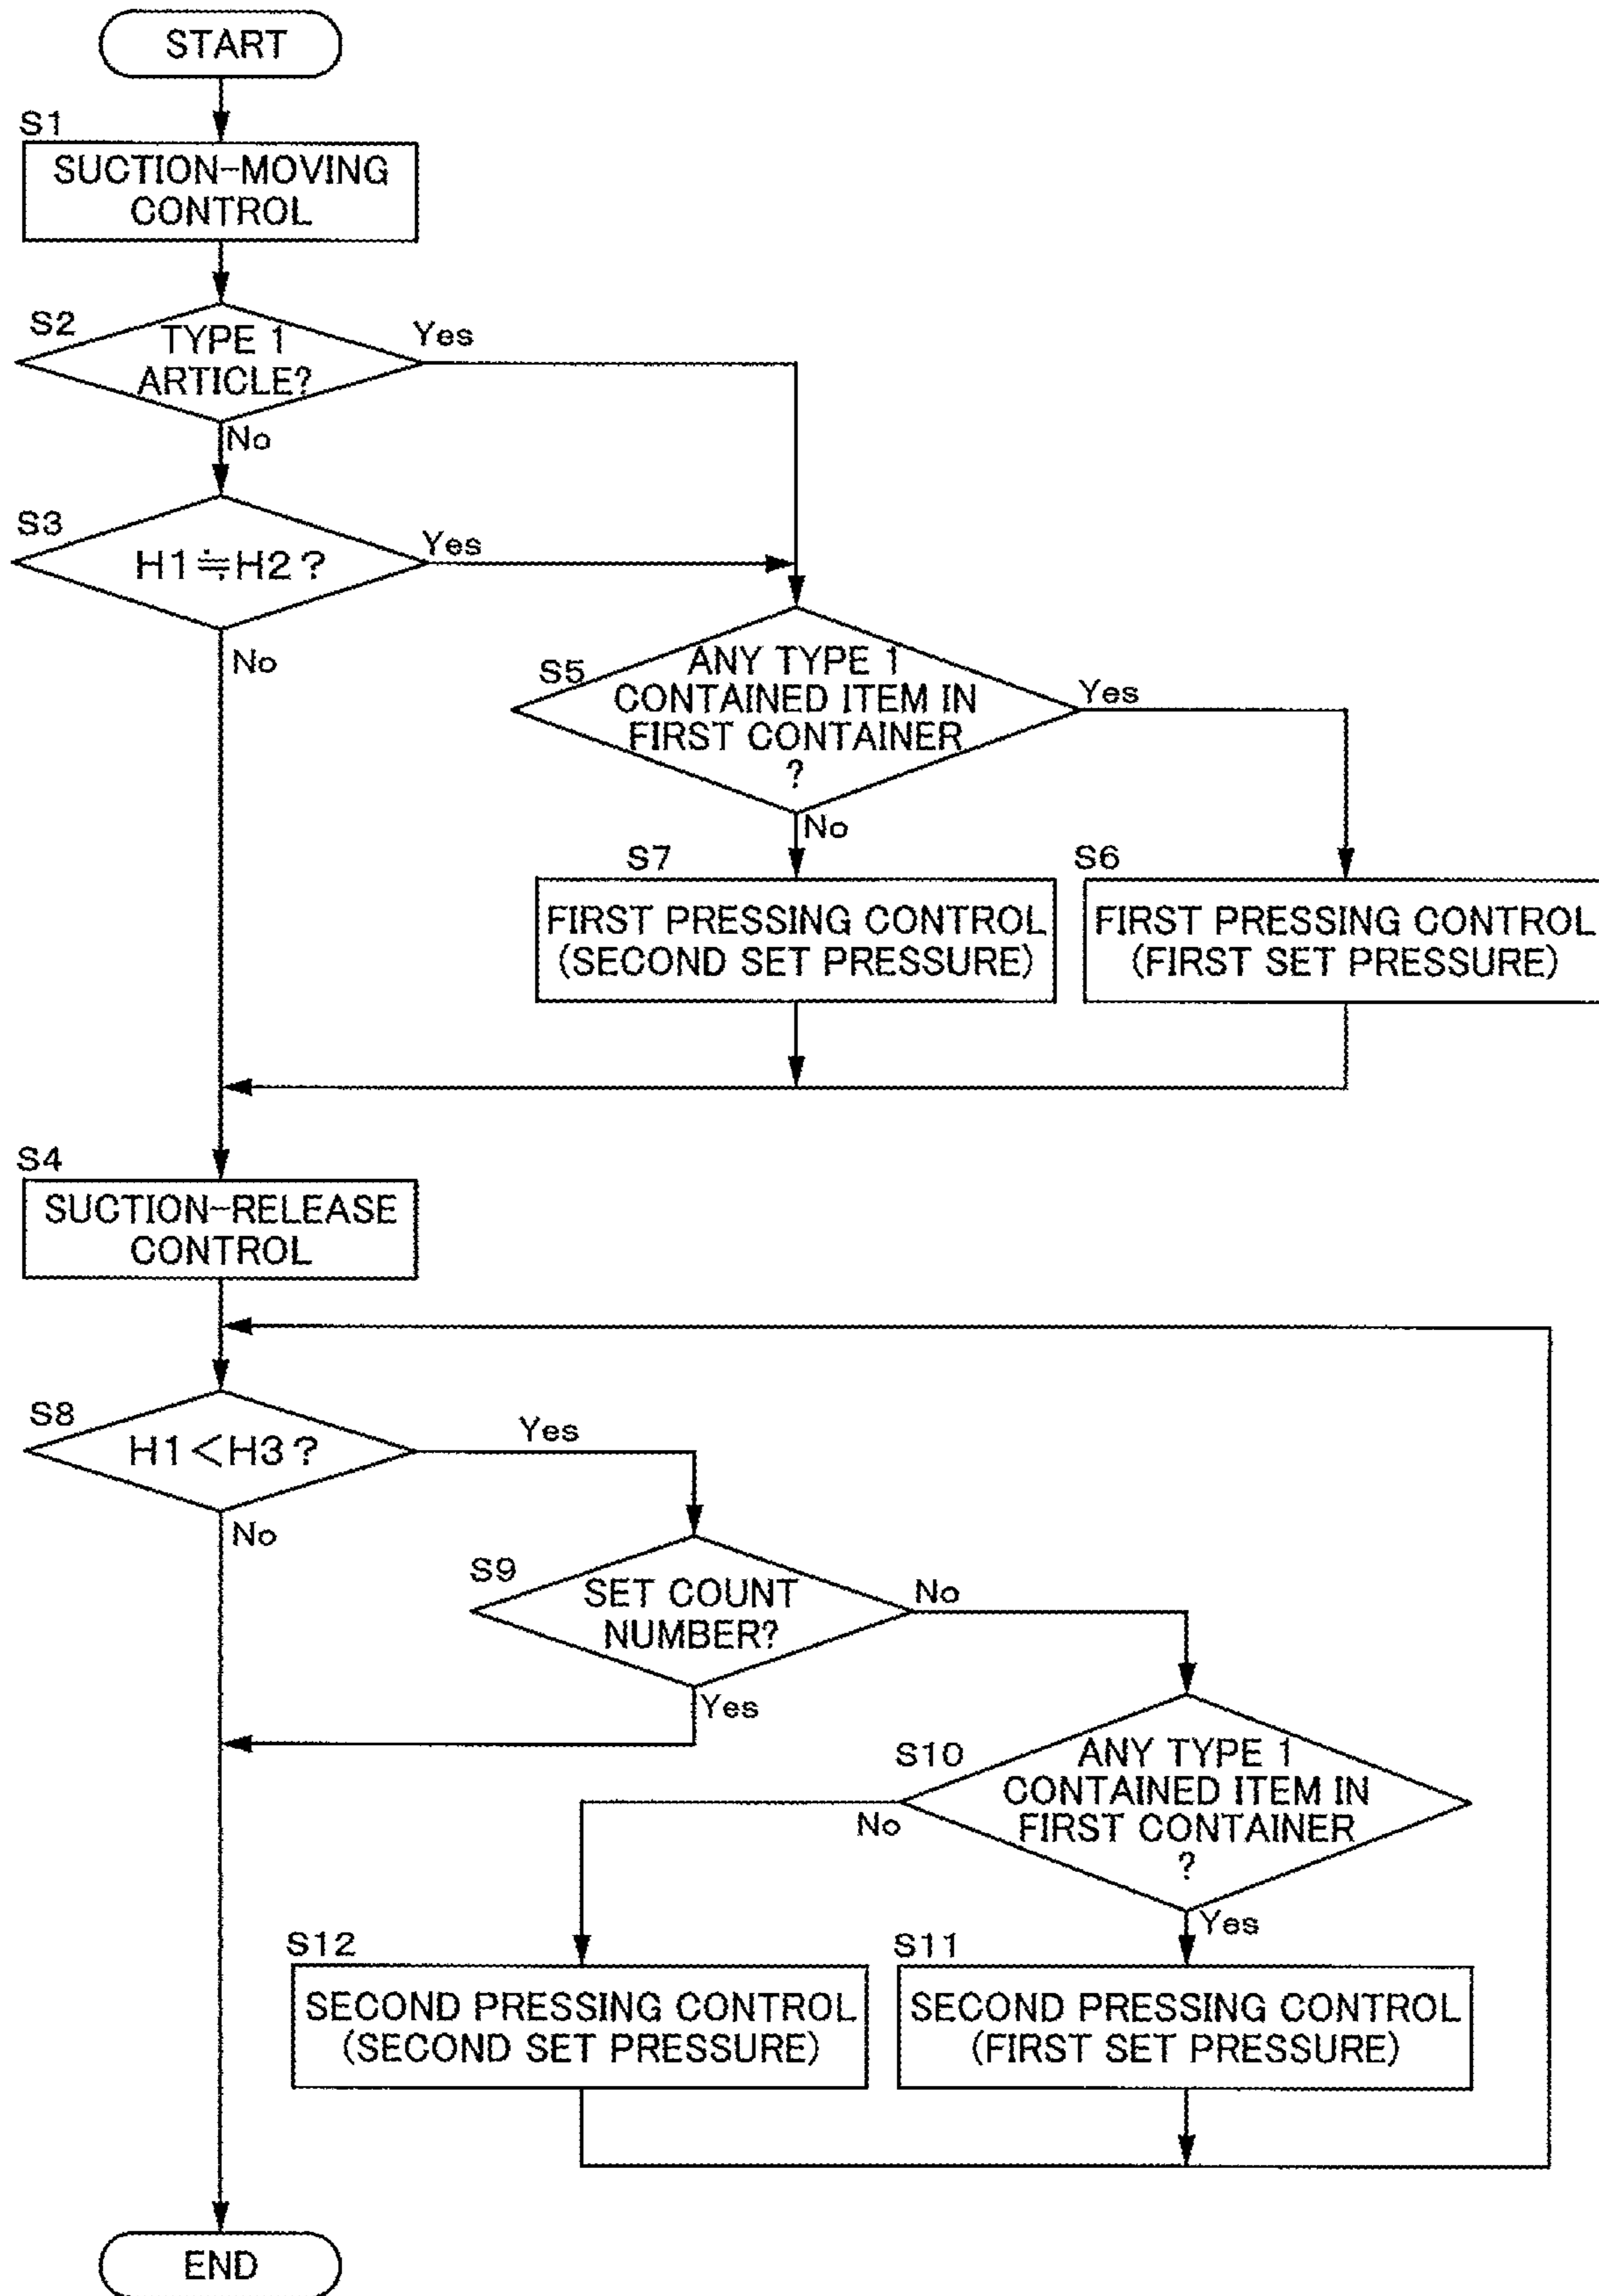 START
S1
SUCTION-MOVING
CONTROL
S2
TYPE 1
ARTICLE?
Yes
No
S3
H1≒H2?
Yes
No
S5
ANY TYPE 1
CONTAINED ITEM IN
FIRST CONTAINER
?
Yes
No
S7
FIRST PRESSING CONTROL
(SECOND SET PRESSURE)
S6
FIRST PRESSING CONTROL
(FIRST SET PRESSURE)
S4
SUCTION-RELEASE
CONTROL
S8
H1<H3?
Yes
No
S9
SET COUNT
NUMBER?
No
Yes
S10
ANY TYPE 1
CONTAINED ITEM IN
FIRST CONTAINER
?
No
Yes
S12
SECOND PRESSING CONTROL
(SECOND SET PRESSURE)
S11
SECOND PRESSING CONTROL
(FIRST SET PRESSURE)
END